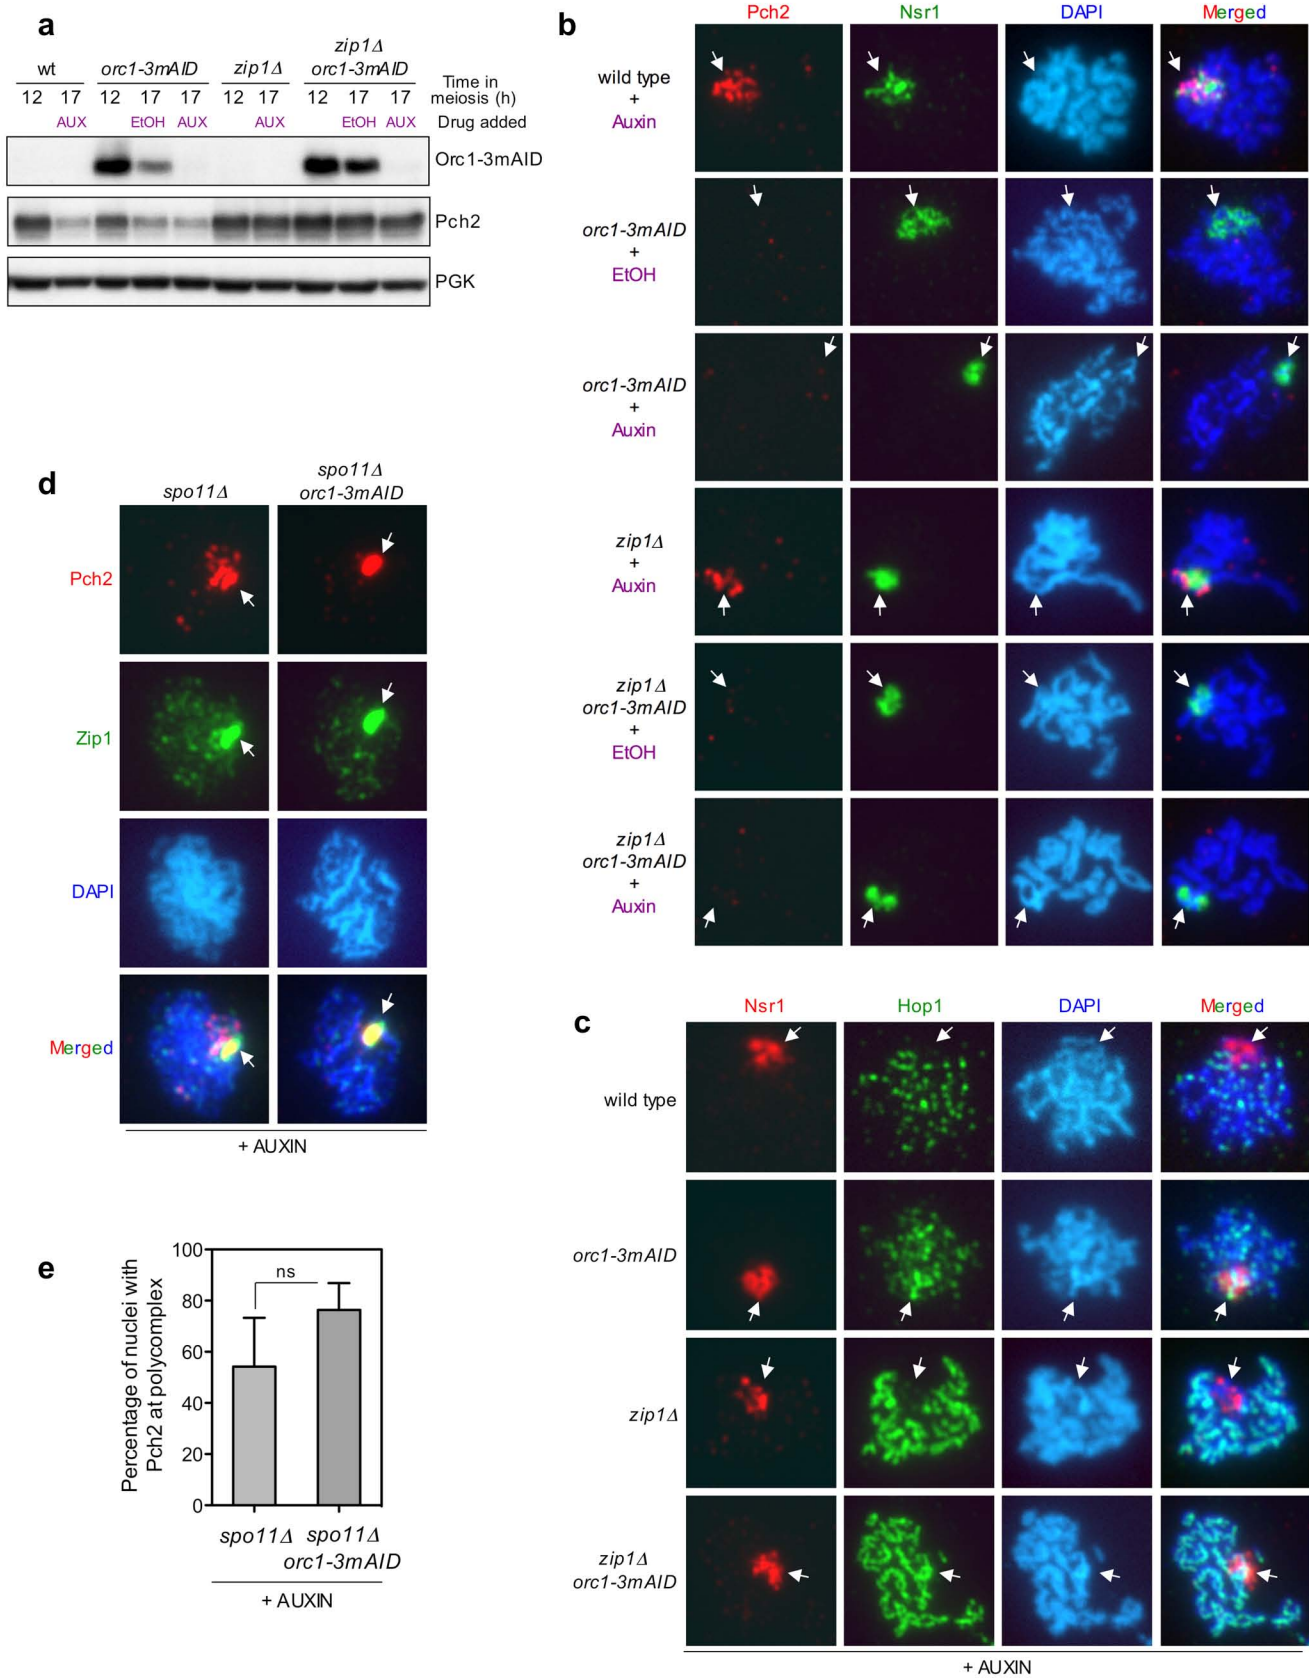 a
zip1Δ
wt orc1-3mAID zip1Δ orc1-3mAID
Time in
meiosis (h)
12 17 12 17 17 12 17 12 17 17
AUX EtOH AUX AUX EtOH AUX
Drug added
Orc1-3mAID
Pch2
PGK
b
Pch2 Nsr1 DAPI Merged
wild type
+
Auxin
orc1-3mAID
+
EtOH
orc1-3mAID
+
Auxin
zip1Δ
+
Auxin
zip1Δ
orc1-3mAID
+
EtOH
zip1Δ
orc1-3mAID
+
Auxin
c
Nsr1 Hop1 DAPI Merged
wild type
orc1-3mAID
zip1Δ
zip1Δ
orc1-3mAID
+ AUXIN
d
spo11Δ
spo11Δ
orc1-3mAID
Pch2
Zip1
DAPI
Merged
+ AUXIN
e
Percentage of nuclei with
Pch2 at polycomplex
100
80
60
40
20
0
ns
spo11Δ
spo11Δ
orc1-3mAID
+ AUXIN